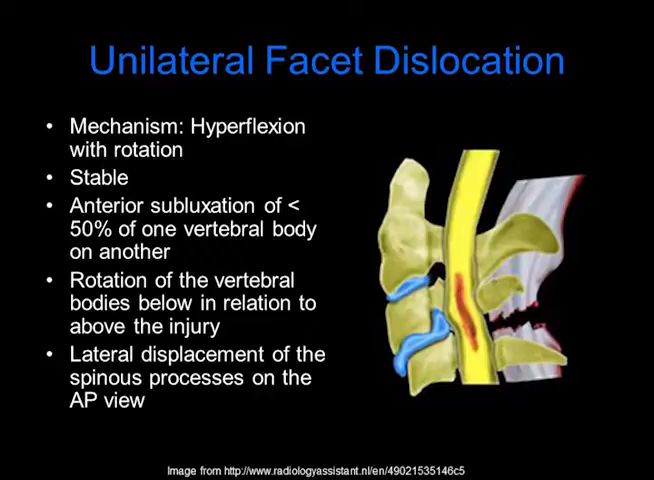 Unilateral Facet Dislocation
• Mechanism: Hyperflexion
with rotation
• Stable
• Anterior subluxation of <
50% of one vertebral body
on another
• Rotation of the vertebral
bodies below in relation to
above the injury
• Lateral displacement of the
spinous processes on the
AP view
Image from http://www.radiologyassistant.nl/en/49021535146c5